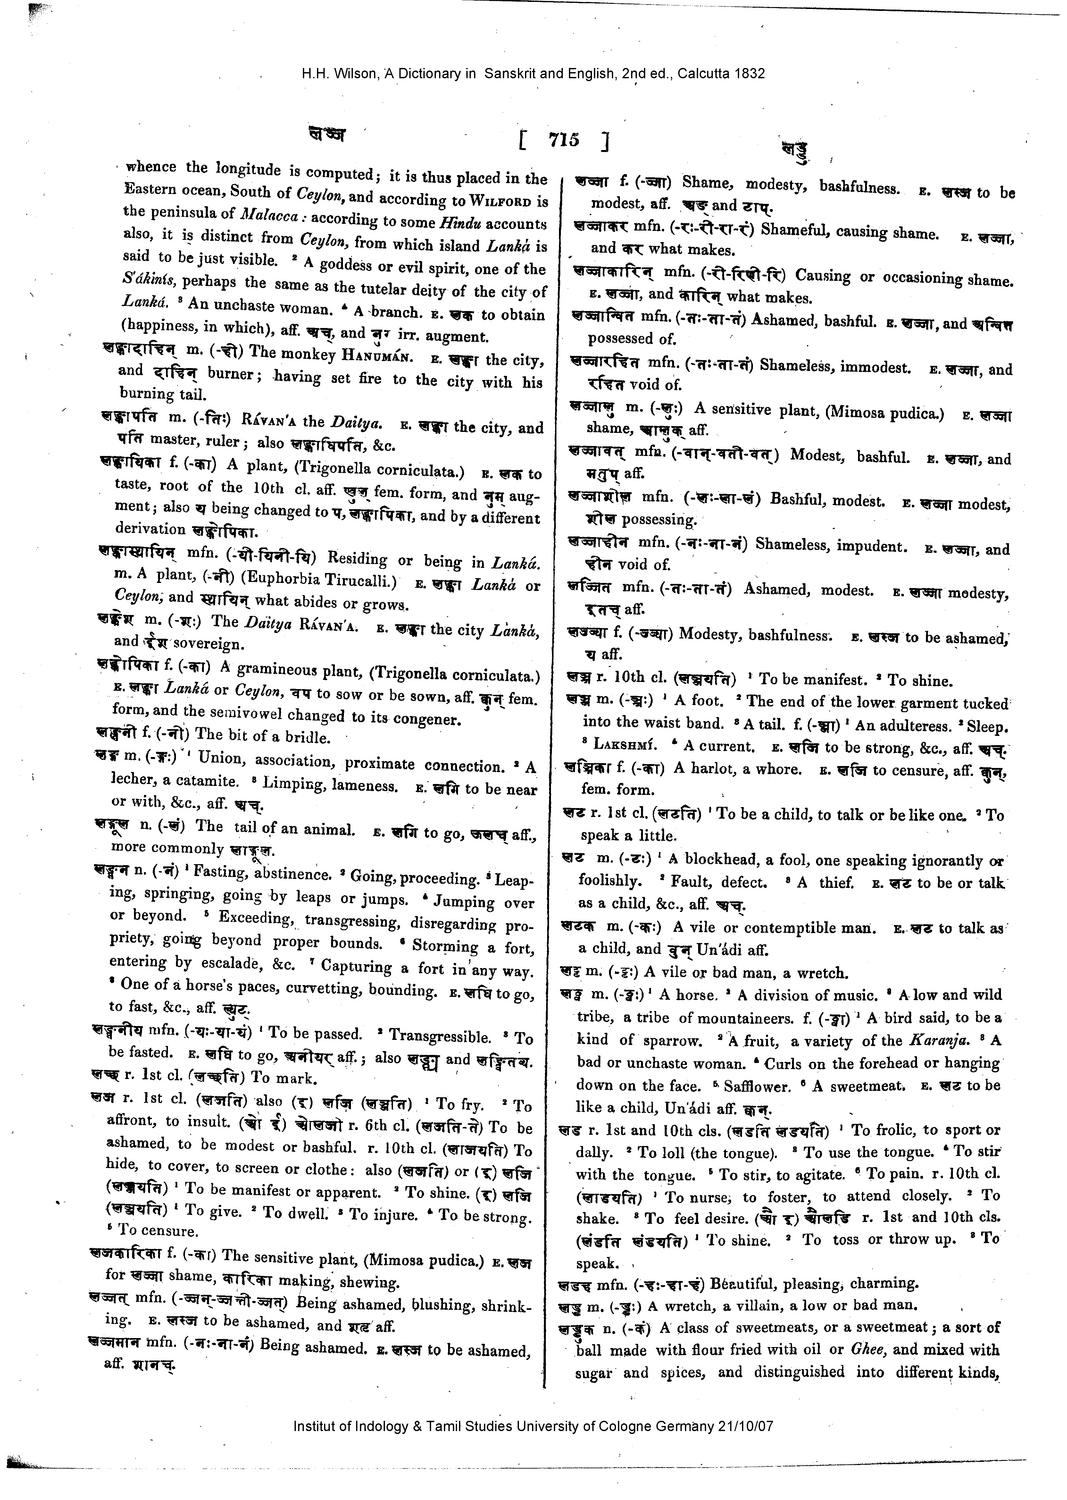 H.H. Wilson, A Dictionary in Sanskrit and English, 2nd ed., Calcutta 1832
लज्ज
[ 715 ]
लड्डु
whence the longitude is computed; it is thus placed in the
Eastern ocean, South of Ceylon, and according to WILFORD is
the peninsula of Malacca : according to some Hindu accounts
also, it is distinct from Ceylon, from which island Lanká is
said to be just visible. ² A goddess or evil spirit, one of the
S'ákinís, perhaps the same as the tutelar deity of the city of
Lanká. ³ An unchaste woman. ⁴ A branch. E. लक to obtain
(happiness, in which), aff. अच्, and नुम् irr. augment.
लङ्कादाहिन् m. (-ही) The monkey HANUMÁN. E. लङ्का the city,
and दाहिन् burner; having set fire to the city with his
burning tail.
लङ्कापति m. (-तिः) RÁVAN'A the Daitya. E. लङ्का the city, and
पति master, ruler; also लङ्काधिपति, &c.
लङ्कायिका f. (-का) A plant, (Trigonella corniculata.) E. लक to
taste, root of the 10th cl. aff. ण्वुल् fem. form, and नुम् aug-
ment; also य being changed to प, लङ्कापिका, and by a different
derivation लङ्कोपिका.
लङ्कास्थायिन् mfn. (-यी-यिनी-यि) Residing or being in Lanká.
m. A plant, (-नी) (Euphorbia Tirucalli.) E. लङ्का Lanká or
Ceylon, and स्थायिन् what abides or grows.
लङ्केश m. (-शः) The Daitya RÁVAN'A. E. लङ्का the city Lanká,
and ईश sovereign.
लङ्कोपिका f. (-का) A gramineous plant, (Trigonella corniculata.)
E. लङ्का Lanká or Ceylon, वप to sow or be sown, aff. कुन् fem.
form, and the semivowel changed to its congener.
लङ्खनी f. (-नी) The bit of a bridle.
लङ्ग m. (-ङ्गः) ¹ Union, association, proximate connection. ² A
lecher, a catamite. ³ Limping, lameness. E. लगि to be near
or with, &c., aff. अच्.
लङ्गूल n. (-लं) The tail of an animal. E. लगि to go, ऊलच् aff.,
more commonly लाङ्गूल.
लङ्घन n. (-नं) ¹ Fasting, abstinence. ² Going, proceeding. ³ Leap-
ing, springing, going by leaps or jumps. ⁴ Jumping over
or beyond. ⁵ Exceeding, transgressing, disregarding pro-
priety, going beyond proper bounds. ⁶ Storming a fort,
entering by escalade, &c. ⁷ Capturing a fort in any way.
⁸ One of a horse's paces, curvetting, bounding. E. लघि to go,
to fast, &c., aff. ल्युट्.
लङ्घनीय mfn. (-यः-या-यं) ¹ To be passed. ² Transgressible. ³ To
be fasted. E. लघि to go, अनीयर् aff.; also लङ्घ्य and लङ्घितव्य.
लच्छ r. 1st cl. (लच्छति) To mark.
लज r. 1st cl. (लजति) also (इ) लजि (लञ्जति) ¹ To fry. ² To
affront, to insult. (ओ ई) ओलजी r. 6th cl. (लजति-ते) To be
ashamed, to be modest or bashful. r. 10th cl. (लाजयति) To
hide, to cover, to screen or clothe: also (लजति) or (इ) लजि
(लञ्जयति) ¹ To be manifest or apparent. ² To shine. (इ) लजि
(लञ्जयति) ¹ To give. ² To dwell. ³ To injure. ⁴ To be strong.
⁵ To censure.
लजकारिका f. (-का) The sensitive plant, (Mimosa pudica.) E. लज
for लज्जा shame, कारिका making, shewing.
लज्जत् mfn. (-ज्जन्-ज्जन्ती-ज्जत्) Being ashamed, blushing, shrink-
ing. E. लस्ज to be ashamed, and शतृ aff.
लज्जमान mfn. (-नः-ना-नं) Being ashamed. E. लस्ज to be ashamed,
aff. शानच्.
लज्जा f. (-ज्जा) Shame, modesty, bashfulness. E. लस्ज to be
modest, aff. अङ् and टाप्.
लज्जाकर mfn. (-रः-री-रा-रं) Shameful, causing shame. E. लज्जा,
and कर what makes.
लज्जाकारिन् mfn. (-री-रिणी-रि) Causing or occasioning shame.
E. लज्जा, and कारिन् what makes.
लज्जान्वित mfn. (-तः-ता-तं) Ashamed, bashful. E. लज्जा, and अन्वित
possessed of.
लज्जारहित mfn. (-तः-ता-तं) Shameless, immodest. E. लज्जा, and
रहित void of.
लज्जालु m. (-लुः) A sensitive plant, (Mimosa pudica.) E. लज्जा
shame, आलुक् aff.
लज्जावत् mfn. (-वान्-वती-वत्) Modest, bashful. E. लज्जा, and
मतुप् aff.
लज्जाशील mfn. (-लः-ला-लं) Bashful, modest. E. लज्जा modest,
शील possessing.
लज्जाहीन mfn. (-नः-ना-नं) Shameless, impudent. E. लज्जा, and
हीन void of.
लज्जित mfn. (-तः-ता-तं) Ashamed, modest. E. लज्जा modesty,
इतच् aff.
लज्ज्या f. (-ज्ज्या) Modesty, bashfulness. E. लस्ज to be ashamed,
य aff.
लञ्ज r. 10th cl. (लञ्जयति) ¹ To be manifest. ² To shine.
लञ्ज m. (-ञ्जः) ¹ A foot. ² The end of the lower garment tucked
into the waist band. ³ A tail. f. (-ञ्जा) ¹ An adulteress. ² Sleep.
³ LAKSHMÍ. ⁴ A current. E. लजि to be strong, &c., aff. अच्.
लञ्जिका f. (-का) A harlot, a whore. E. लजि to censure, aff. कुन्,
fem. form.
लट r. 1st cl. (लटति) ¹ To be a child, to talk or be like one. ² To
speak a little.
लट m. (-टः) ¹ A blockhead, a fool, one speaking ignorantly or
foolishly. ² Fault, defect. ³ A thief. E. लट to be or talk
as a child, &c., aff. अच्.
लटक m. (-कः) A vile or contemptible man. E. लट to talk as
a child, and वुन् Un'ádi aff.
लट्ट m. (-ट्टः) A vile or bad man, a wretch.
लट्व m. (-ट्वः) ¹ A horse. ² A division of music. ³ A low and wild
tribe, a tribe of mountaineers. f. (-ट्वा) ¹ A bird said, to be a
kind of sparrow. ² A fruit, a variety of the Karanja. ³ A
bad or unchaste woman. ⁴ Curls on the forehead or hanging
down on the face. ⁵ Safflower. ⁶ A sweetmeat. E. लट to be
like a child, Un'ádi aff. क्वन्.
लड r. 1st and 10th cls. (लडति लडयति) ¹ To frolic, to sport or
dally. ² To loll (the tongue). ³ To use the tongue. ⁴ To stir
with the tongue. ⁵ To stir, to agitate. ⁶ To pain. r. 10th cl.
(लाडयति) ¹ To nurse, to foster, to attend closely. ² To
shake. ³ To feel desire. (ओ इ) ओलडि r. 1st and 10th cls.
(लंडति लंडयति) ¹ To shine. ² To toss or throw up. ³ To
speak.
लडह mfn. (-हः-हा-हं) Beautiful, pleasing, charming.
लड्ड m. (-ड्डः) A wretch, a villain, a low or bad man.
लड्डुक n. (-कं) A class of sweetmeats, or a sweetmeat; a sort of
ball made with flour fried with oil or Ghee, and mixed with
sugar and spices, and distinguished into different kinds,
Institut of Indology & Tamil Studies University of Cologne Germany 21/10/07